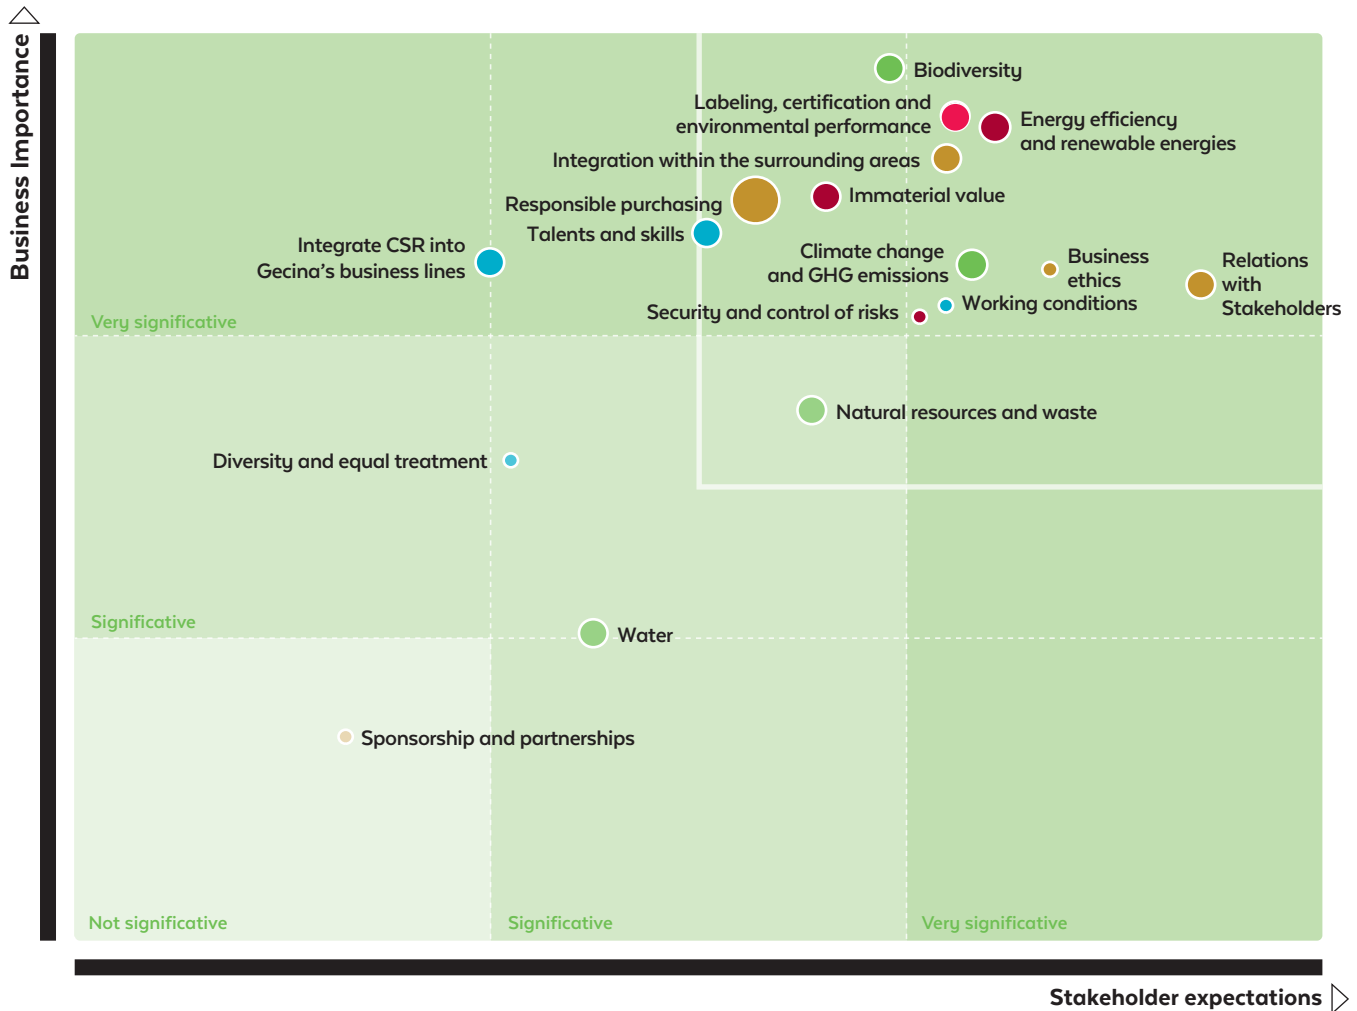 Business Importance
Biodiversity
Labeling, certification and
environmental performance
Energy efficiency
and renewable energies
Integration within the surrounding areas
Immaterial value
Responsible purchasing
Talents and skills
Integrate CSR into
Gecina’s business lines
Climate change
and GHG emissions
Business
ethics
Relations
with
Stakeholders
Working conditions
Security and control of risks
Very significative
Natural resources and waste
Diversity and equal treatment
Significative
Water
Sponsorship and partnerships
Not significative
Significative
Very significative
Stakeholder expectations